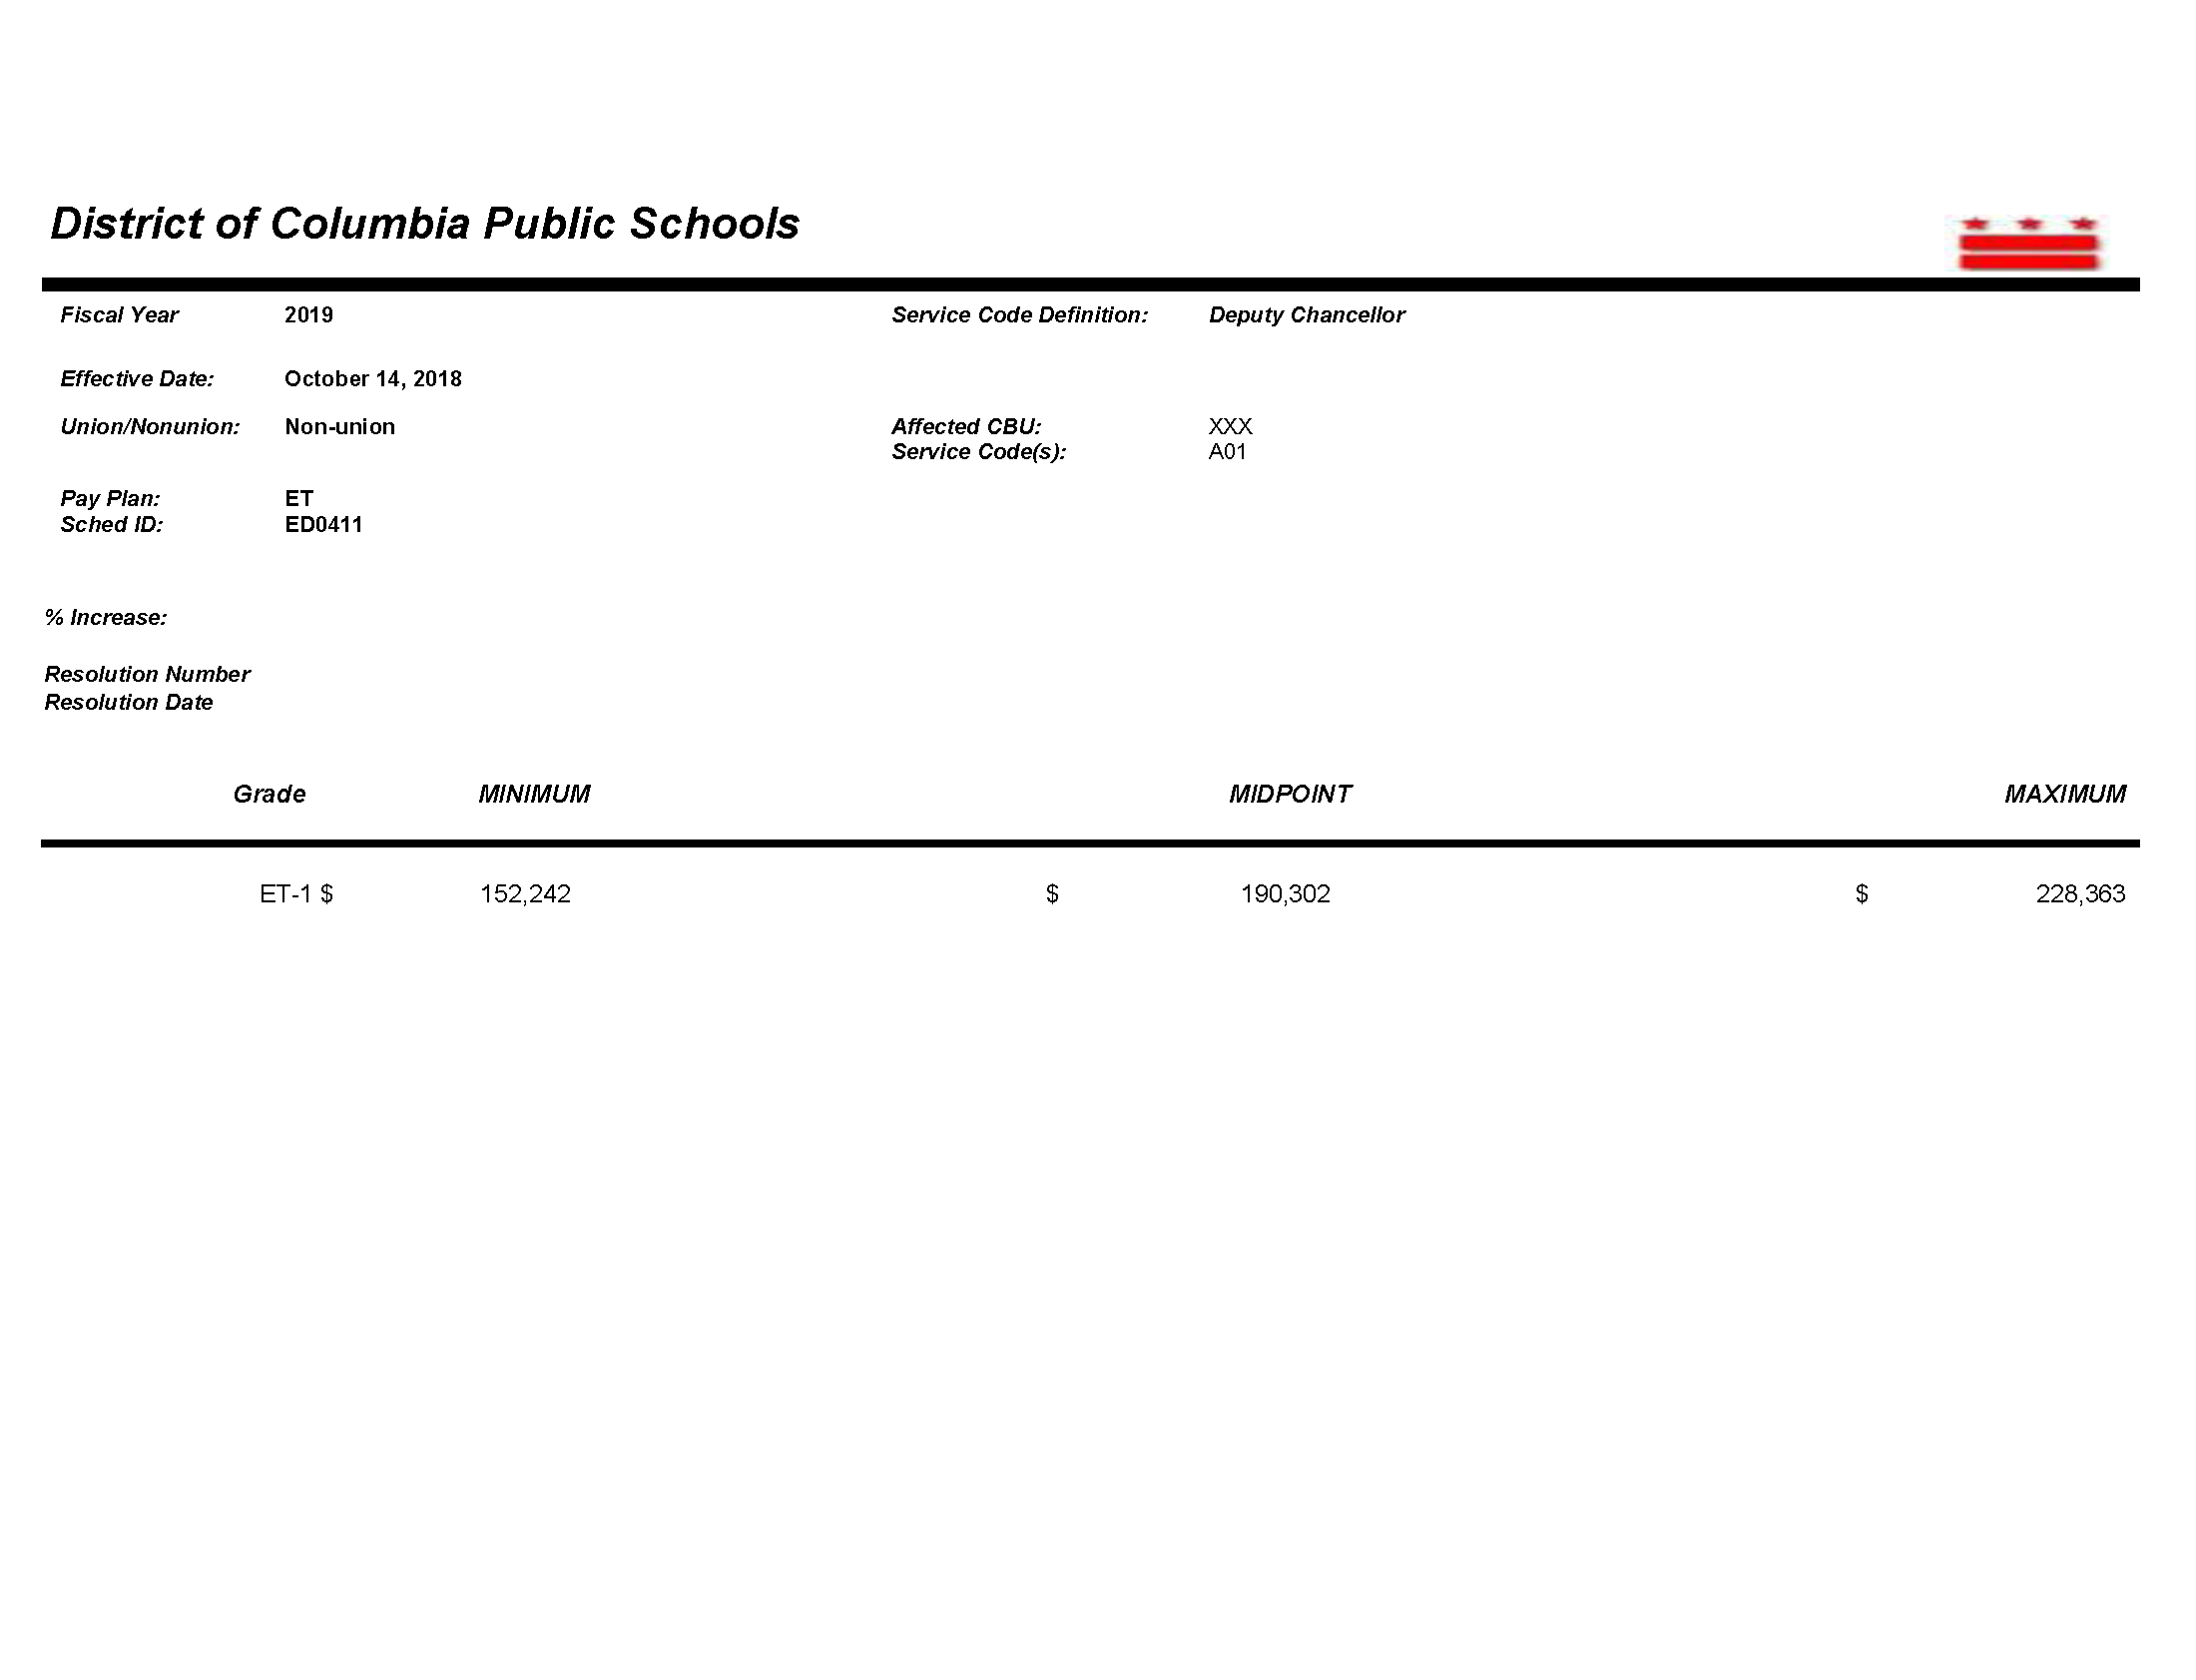 District of Columbia Public Schools
Fiscal Year 2019 Service Code Definition: Deputy Chancellor
Effective Date: October 14, 2018
Union/Nonunion: Non-union Affected CBU: XXX
Service Code(s): A01
Pay Plan: ET
Sched ID: ED0411
% Increase:
Resolution Number
Resolution Date
Grade MINIMUM MIDPOINT MAXIMUM
ET-1 $ 152,242 $ 190,302 $ 228,363